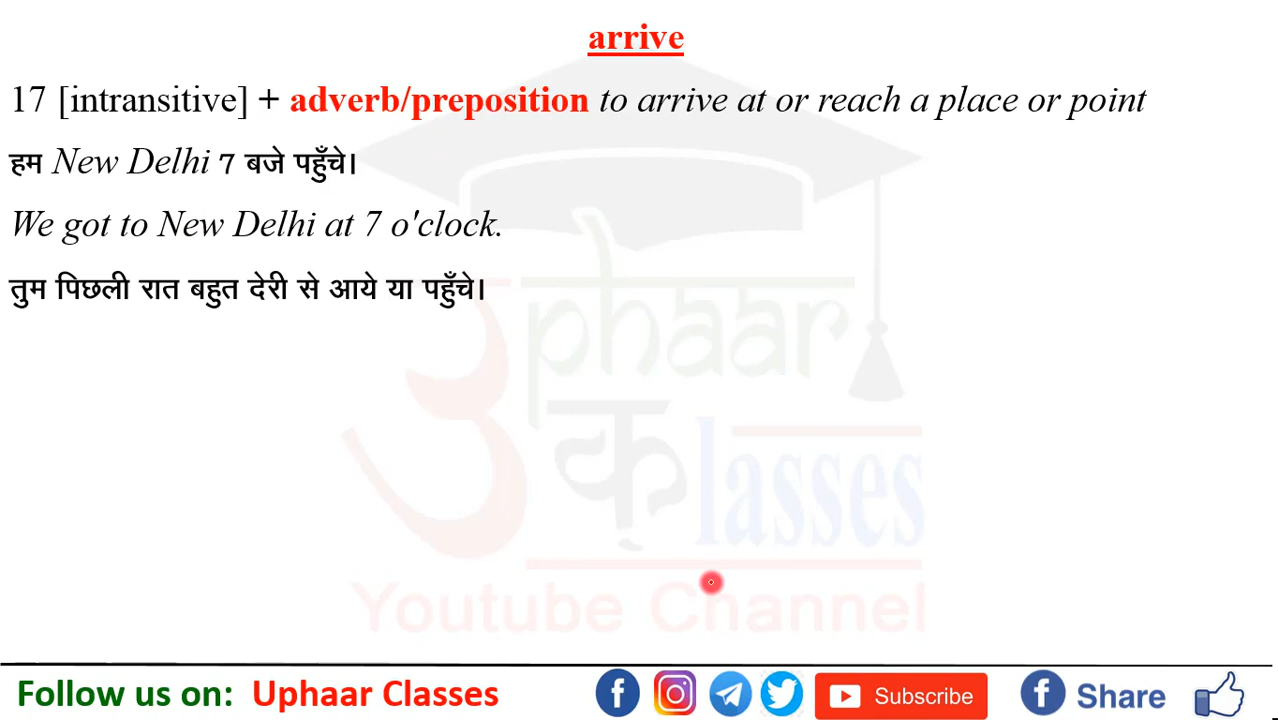 arrive
17 [intransitive] + adverb/preposition to arrive at or reach a place or point
हम New Delhi 7 बजे पहुँचे।
We got to New Delhi at 7 o'clock.
तुम पिछली रात बहुत देरी से आये या पहुँचे।
उphaar
क lasses
Youtube Channel
Follow us on: Uphaar Classes
Subscribe
Share